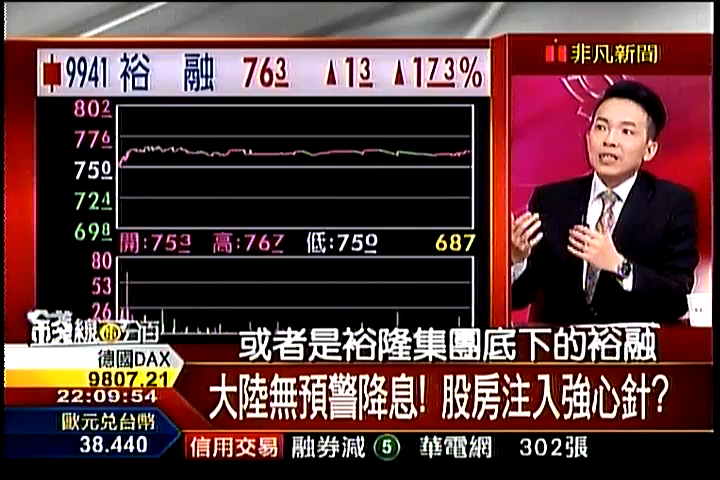 9941 裕融 763 ▲13 ▲173%
非凡新聞
802
776
750
724
698
開:753 高:767 低:750 687
80
53
26
錢線百分百
或者是裕隆集團底下的裕融
德國DAX
9807.21
大陸無預警降息! 股房注入強心針?
22:09:54
歐元兌台幣
38.440
信用交易 融券減 5 華電網 302張